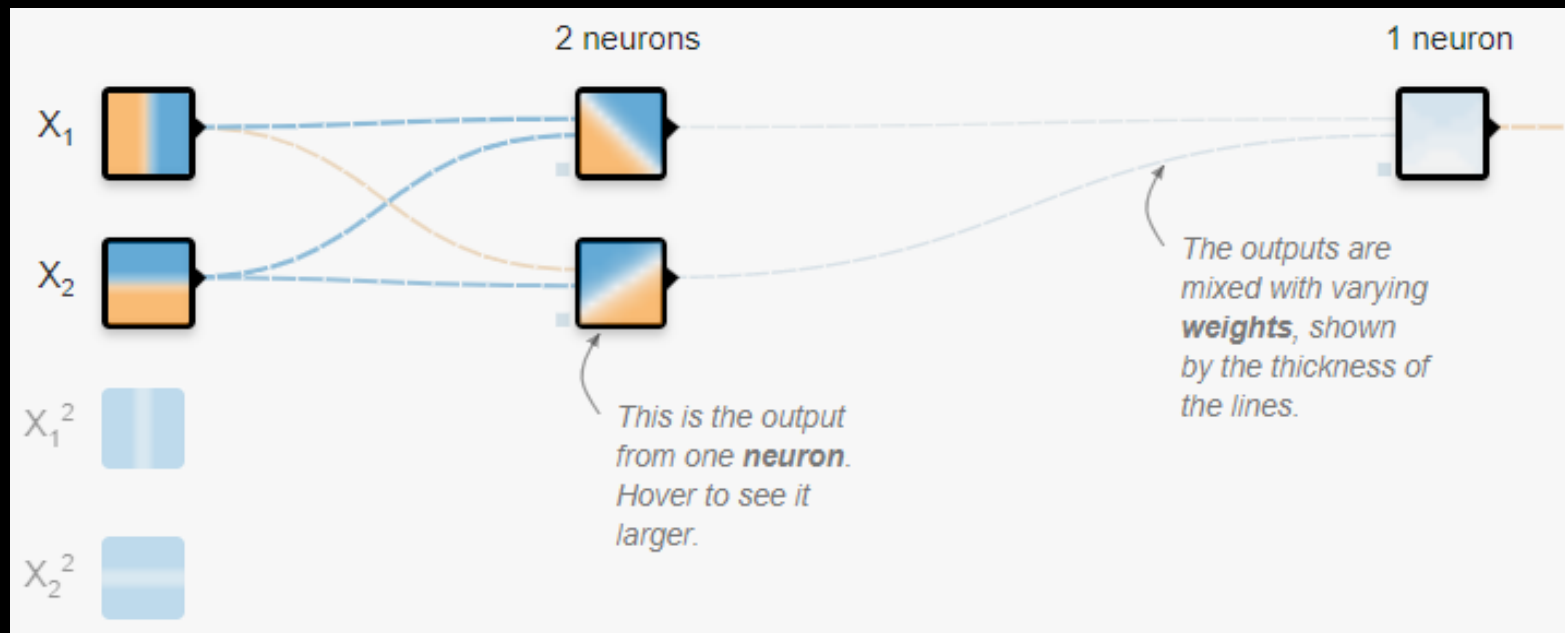 2 neurons
1 neuron
X₁
X₂
X₁²
X₂²
This is the output
from one neuron.
Hover to see it
larger.
The outputs are
mixed with varying
weights, shown
by the thickness of
the lines.